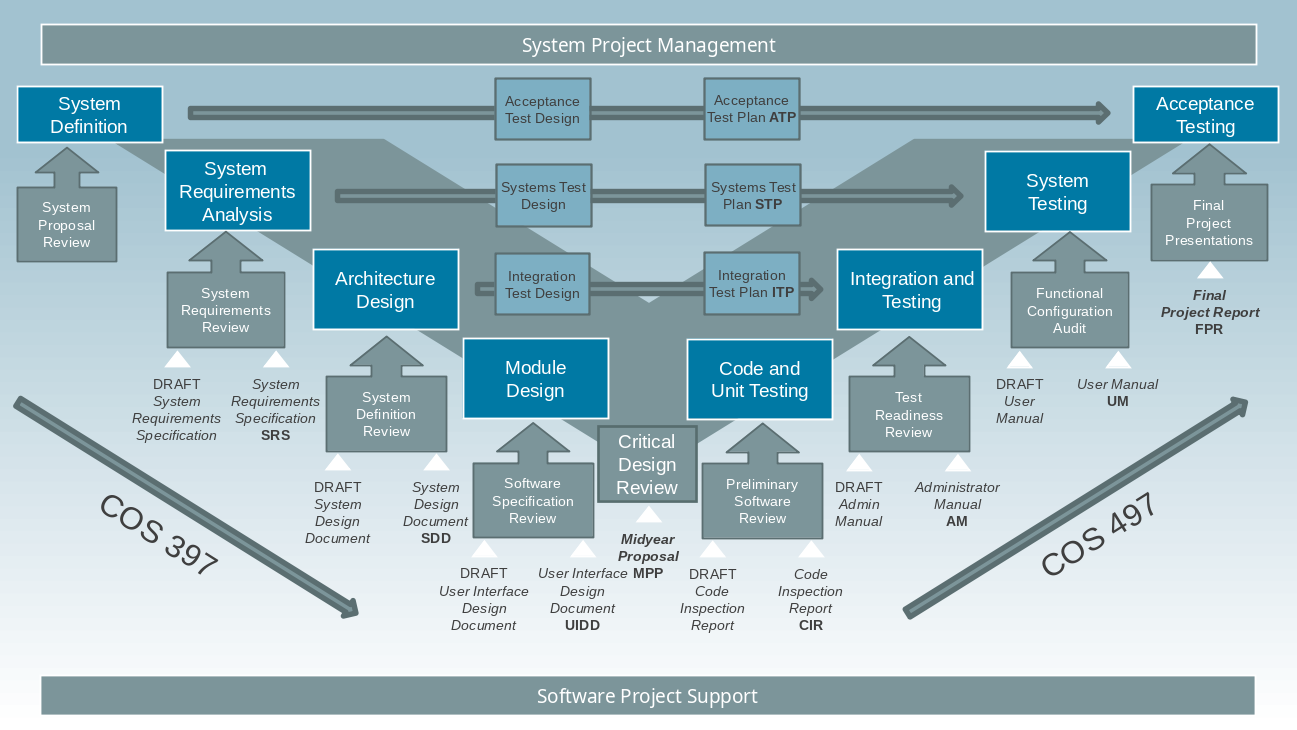 System Project Management
System
Definition
Acceptance
Test Design
Acceptance
Test Plan ATP
Acceptance
Testing
System
Requirements
Analysis
Systems Test
Design
Systems Test
Plan STP
System
Testing
System
Proposal
Review
Final
Project
Presentations
Architecture
Design
Integration
Test Design
Integration
Test Plan ITP
Integration and
Testing
System
Requirements
Review
Functional
Configuration
Audit
Final
Project Report
FPR
Module
Design
Code and
Unit Testing
DRAFT
System
Requirements
Specification
System
Requirements
Specification
SRS
System
Definition
Review
Test
Readiness
Review
DRAFT
User
Manual
User Manual
UM
Critical
Design
Review
DRAFT
System
Design
Document
System
Design
Document
SDD
Software
Specification
Review
Preliminary
Software
Review
DRAFT
Admin
Manual
Administrator
Manual
AM
COS 397
COS 497
Midyear
Proposal
MPP
DRAFT
User Interface
Design
Document
User Interface
Design
Document
UIDD
DRAFT
Code
Inspection
Report
Code
Inspection
Report
CIR
Software Project Support